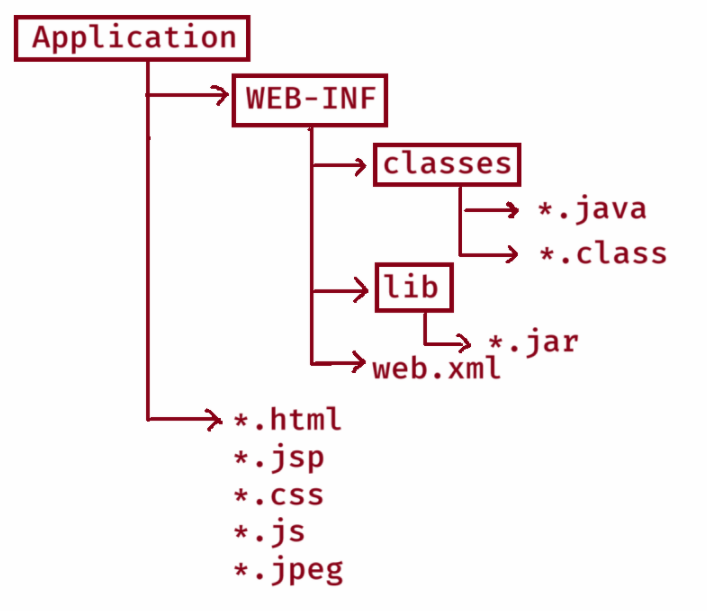 Application
WEB-INF
classes
*.java
*.class
lib
*.jar
web.xml
*.html
*.jsp
*.css
*.js
*.jpeg